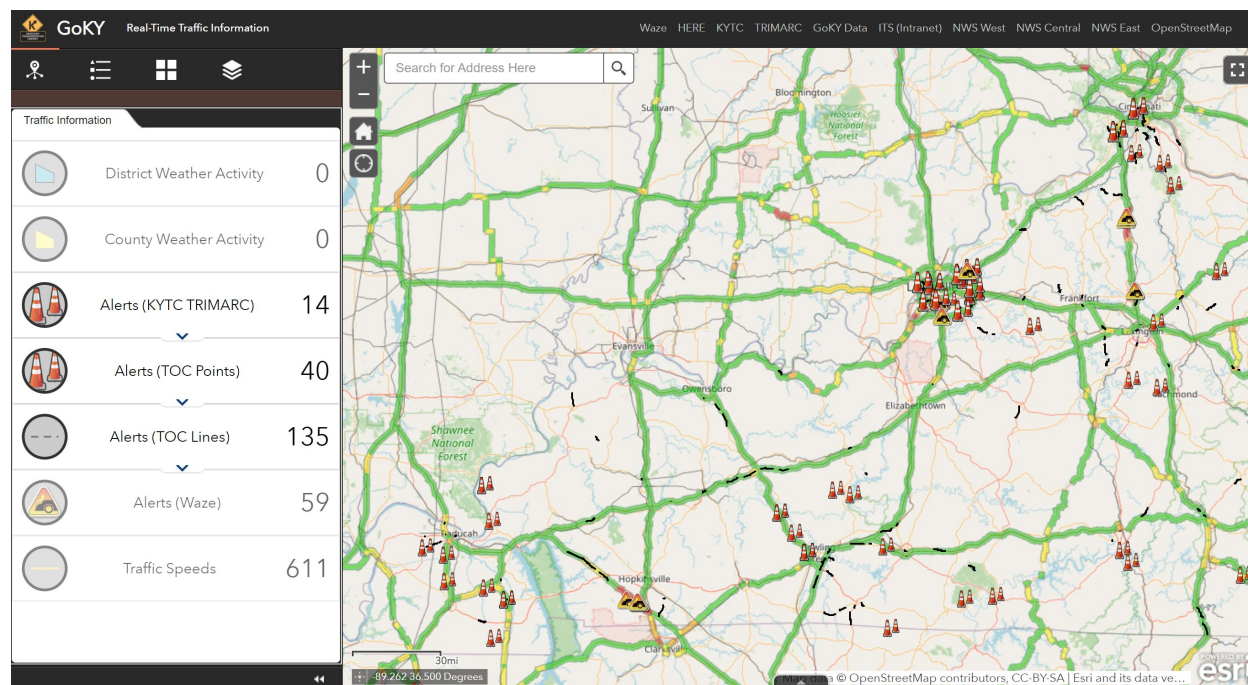 GoKY Real-Time Traffic Information
Waze HERE KYTC TRIMARC GoKY Data ITS (Intranet) NWS West NWS Central NWS East OpenStreetMap
Search for Address Here
Traffic Information
District Weather Activity 0
County Weather Activity 0
Alerts (KYTC TRIMARC) 14
Alerts (TOC Points) 40
Alerts (TOC Lines) 135
Alerts (Waze) 59
Traffic Speeds 611
Bloomington
Sullivan
Hoosier
National
Forest
Frankfort
Evansville
Owensboro
Elizabethtown
Shawnee
National
Forest
Hopkinsville
30mi
-89.262 36.500 Degrees
Map data © OpenStreetMap contributors, CC-BY-SA | Esri and its data ve...
POWERED BY
esri